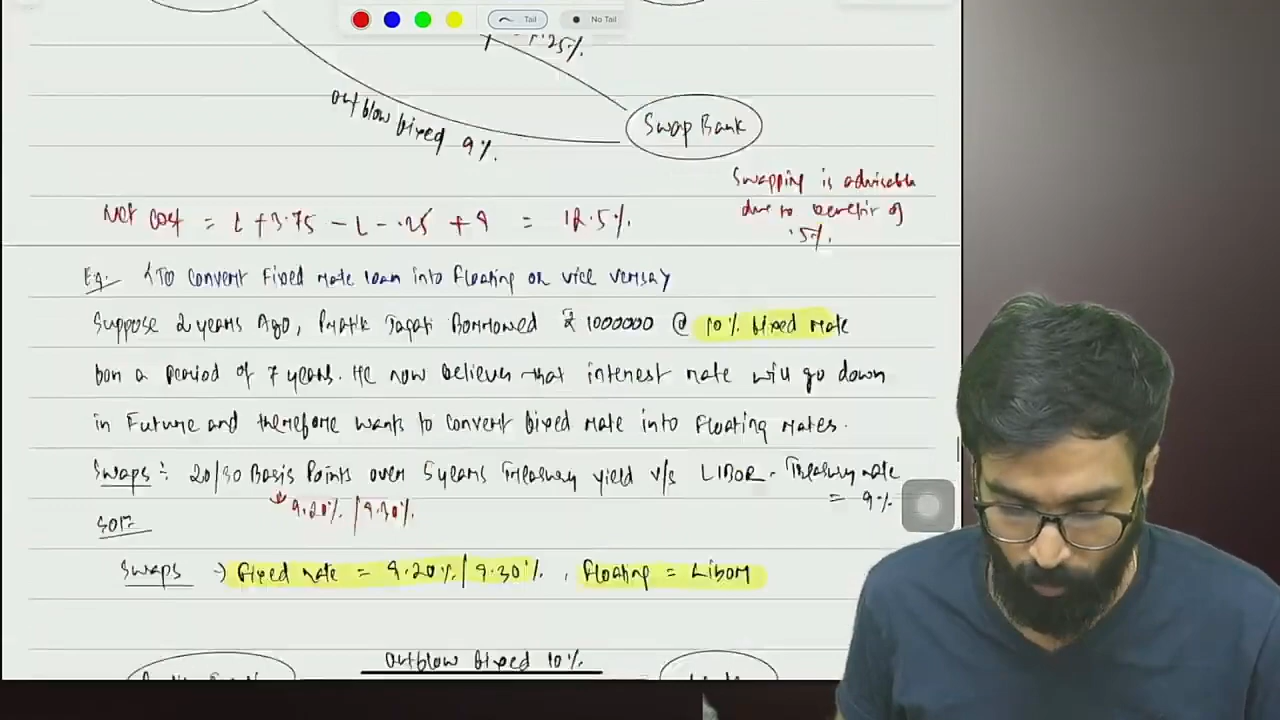 Tail
No Tail
.25%
outflow fixed 9%.
Swap Bank
Swapping is advisable
due to benefit of
.5%.
Net cost = L + 3.75 - L - .25 + 9 = 12.5%.
Eg:- {To convert Fixed rate loan into Floating or vice versa}
Suppose 2 years Ago, Pratik Jagati Borrowed ₹ 1000000 @ 10% fixed rate
for a period of 7 years. He now believes that interest rate will go down
in Future and therefore wants to convert fixed rate into Floating rates.
Swaps :- 20/30 Basis Points over 5 years Treasury yield v/s LIBOR. Treasury rate
= 9%
9.20% / 9.30%.
Soln
Swaps → Fixed rate = 9.20% / 9.30%, Floating = Libor
outflow fixed 10%.